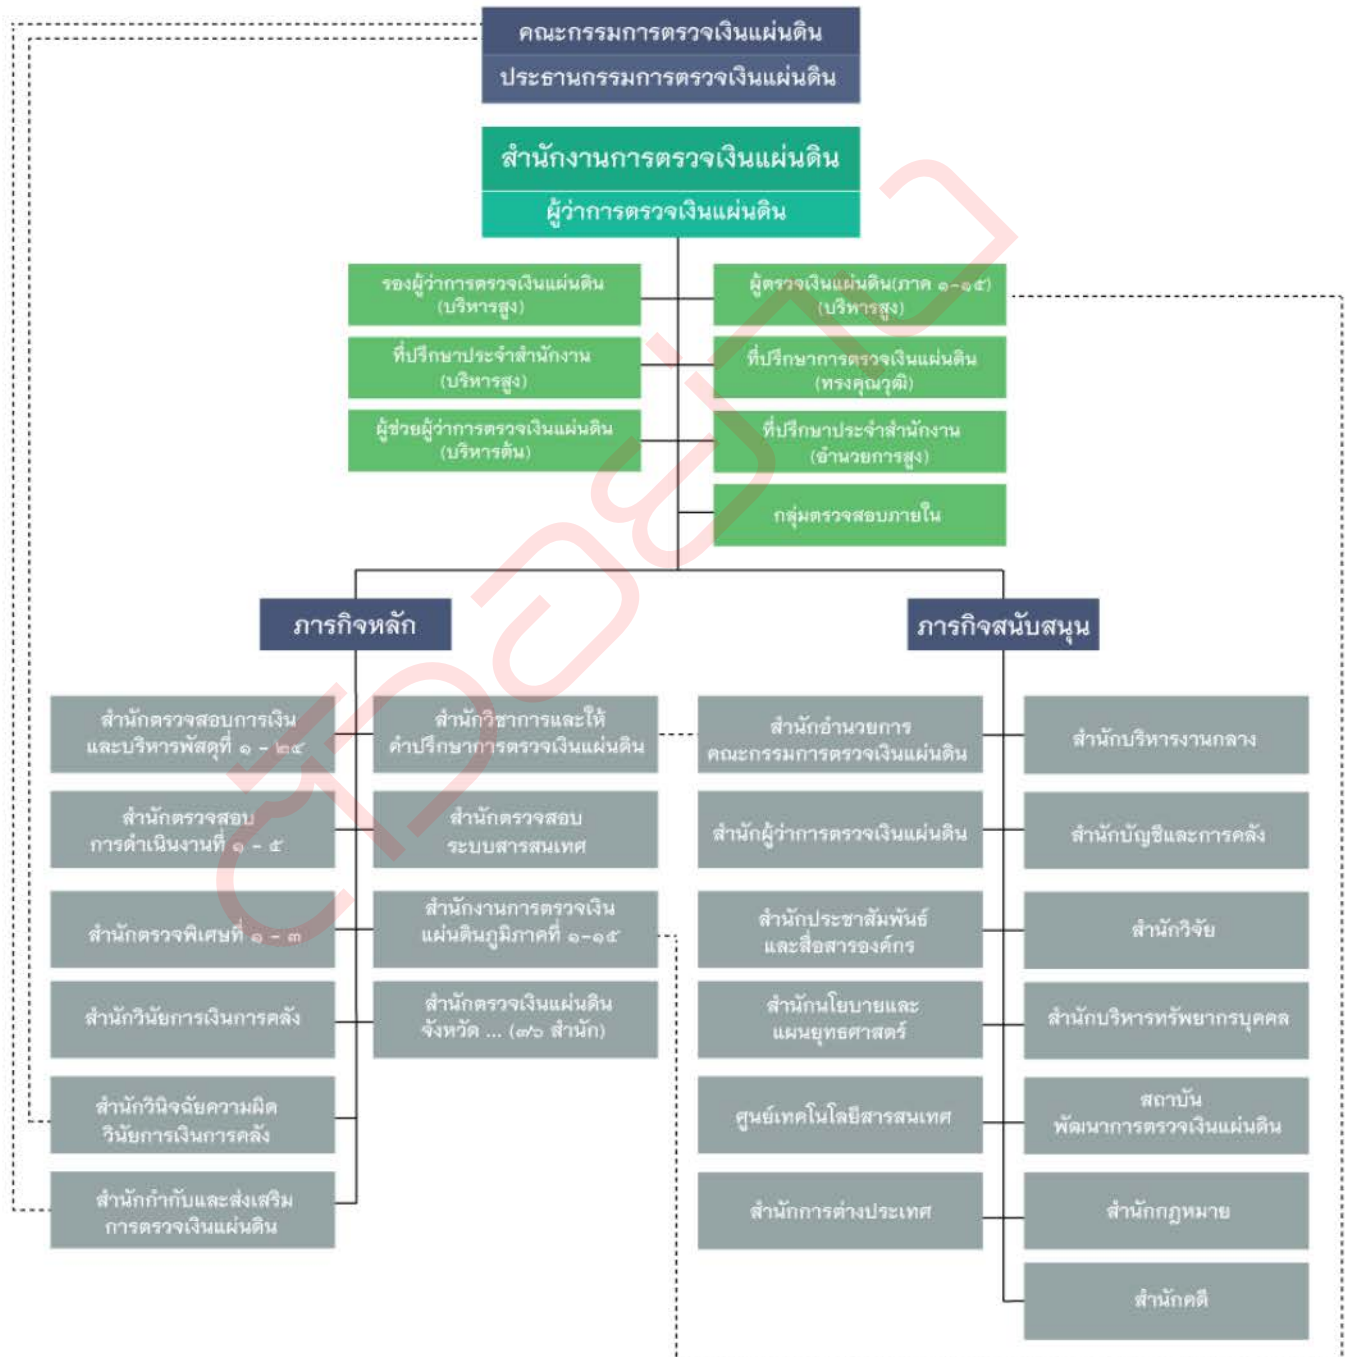 คณะกรรมการตรวจเงินแผ่นดิน
ประธานกรรมการตรวจเงินแผ่นดิน
สำนักงานการตรวจเงินแผ่นดิน
ผู้ว่าการตรวจเงินแผ่นดิน
รองผู้ว่าการตรวจเงินแผ่นดิน
(บริหารสูง)
ผู้ตรวจเงินแผ่นดิน(ภาค ๑-๑๕)
(บริหารสูง)
ที่ปรึกษาประจำสำนักงาน
(บริหารสูง)
ที่ปรึกษาการตรวจเงินแผ่นดิน
(ทรงคุณวุฒิ)
ผู้ช่วยผู้ว่าการตรวจเงินแผ่นดิน
(บริหารต้น)
ที่ปรึกษาประจำสำนักงาน
(อำนวยการสูง)
กลุ่มตรวจสอบภายใน
ภารกิจหลัก
สำนักตรวจสอบการเงิน
และบริหารพัสดุที่ ๑ - ๒๔
สำนักวิชาการและให้
คำปรึกษาการตรวจเงินแผ่นดิน
สำนักตรวจสอบ
การดำเนินงานที่ ๑ - ๕
สำนักตรวจสอบ
ระบบสารสนเทศ
สำนักตรวจพิเศษที่ ๑ - ๓
สำนักงานการตรวจเงิน
แผ่นดินภูมิภาคที่ ๑-๑๕
สำนักวินัยการเงินการคลัง
สำนักตรวจเงินแผ่นดิน
จังหวัด ... (๗๖ สำนัก)
สำนักวินิจฉัยความผิด
วินัยการเงินการคลัง
สำนักกำกับและส่งเสริม
การตรวจเงินแผ่นดิน
ภารกิจสนับสนุน
สำนักอำนวยการ
คณะกรรมการตรวจเงินแผ่นดิน
สำนักบริหารงานกลาง
สำนักผู้ว่าการตรวจเงินแผ่นดิน
สำนักบัญชีและการคลัง
สำนักประชาสัมพันธ์
และสื่อสารองค์กร
สำนักวิจัย
สำนักนโยบายและ
แผนยุทธศาสตร์
สำนักบริหารทรัพยากรบุคคล
ศูนย์เทคโนโลยีสารสนเทศ
สถาบัน
พัฒนาการตรวจเงินแผ่นดิน
สำนักการต่างประเทศ
สำนักกฎหมาย
สำนักคดี
ตัวอย่าง